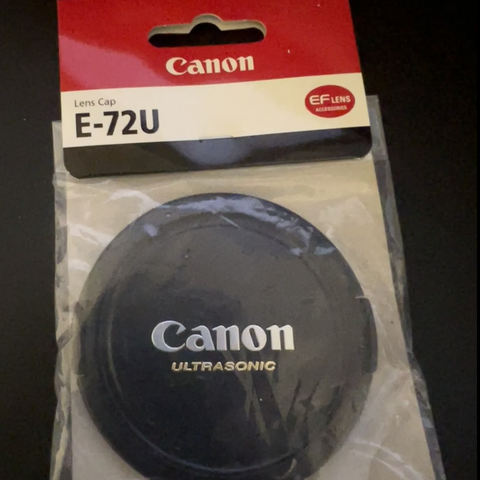 Canon
Lens Cap
E-72U
EF LENS
ACCESSORIES
Canon
ULTRASONIC